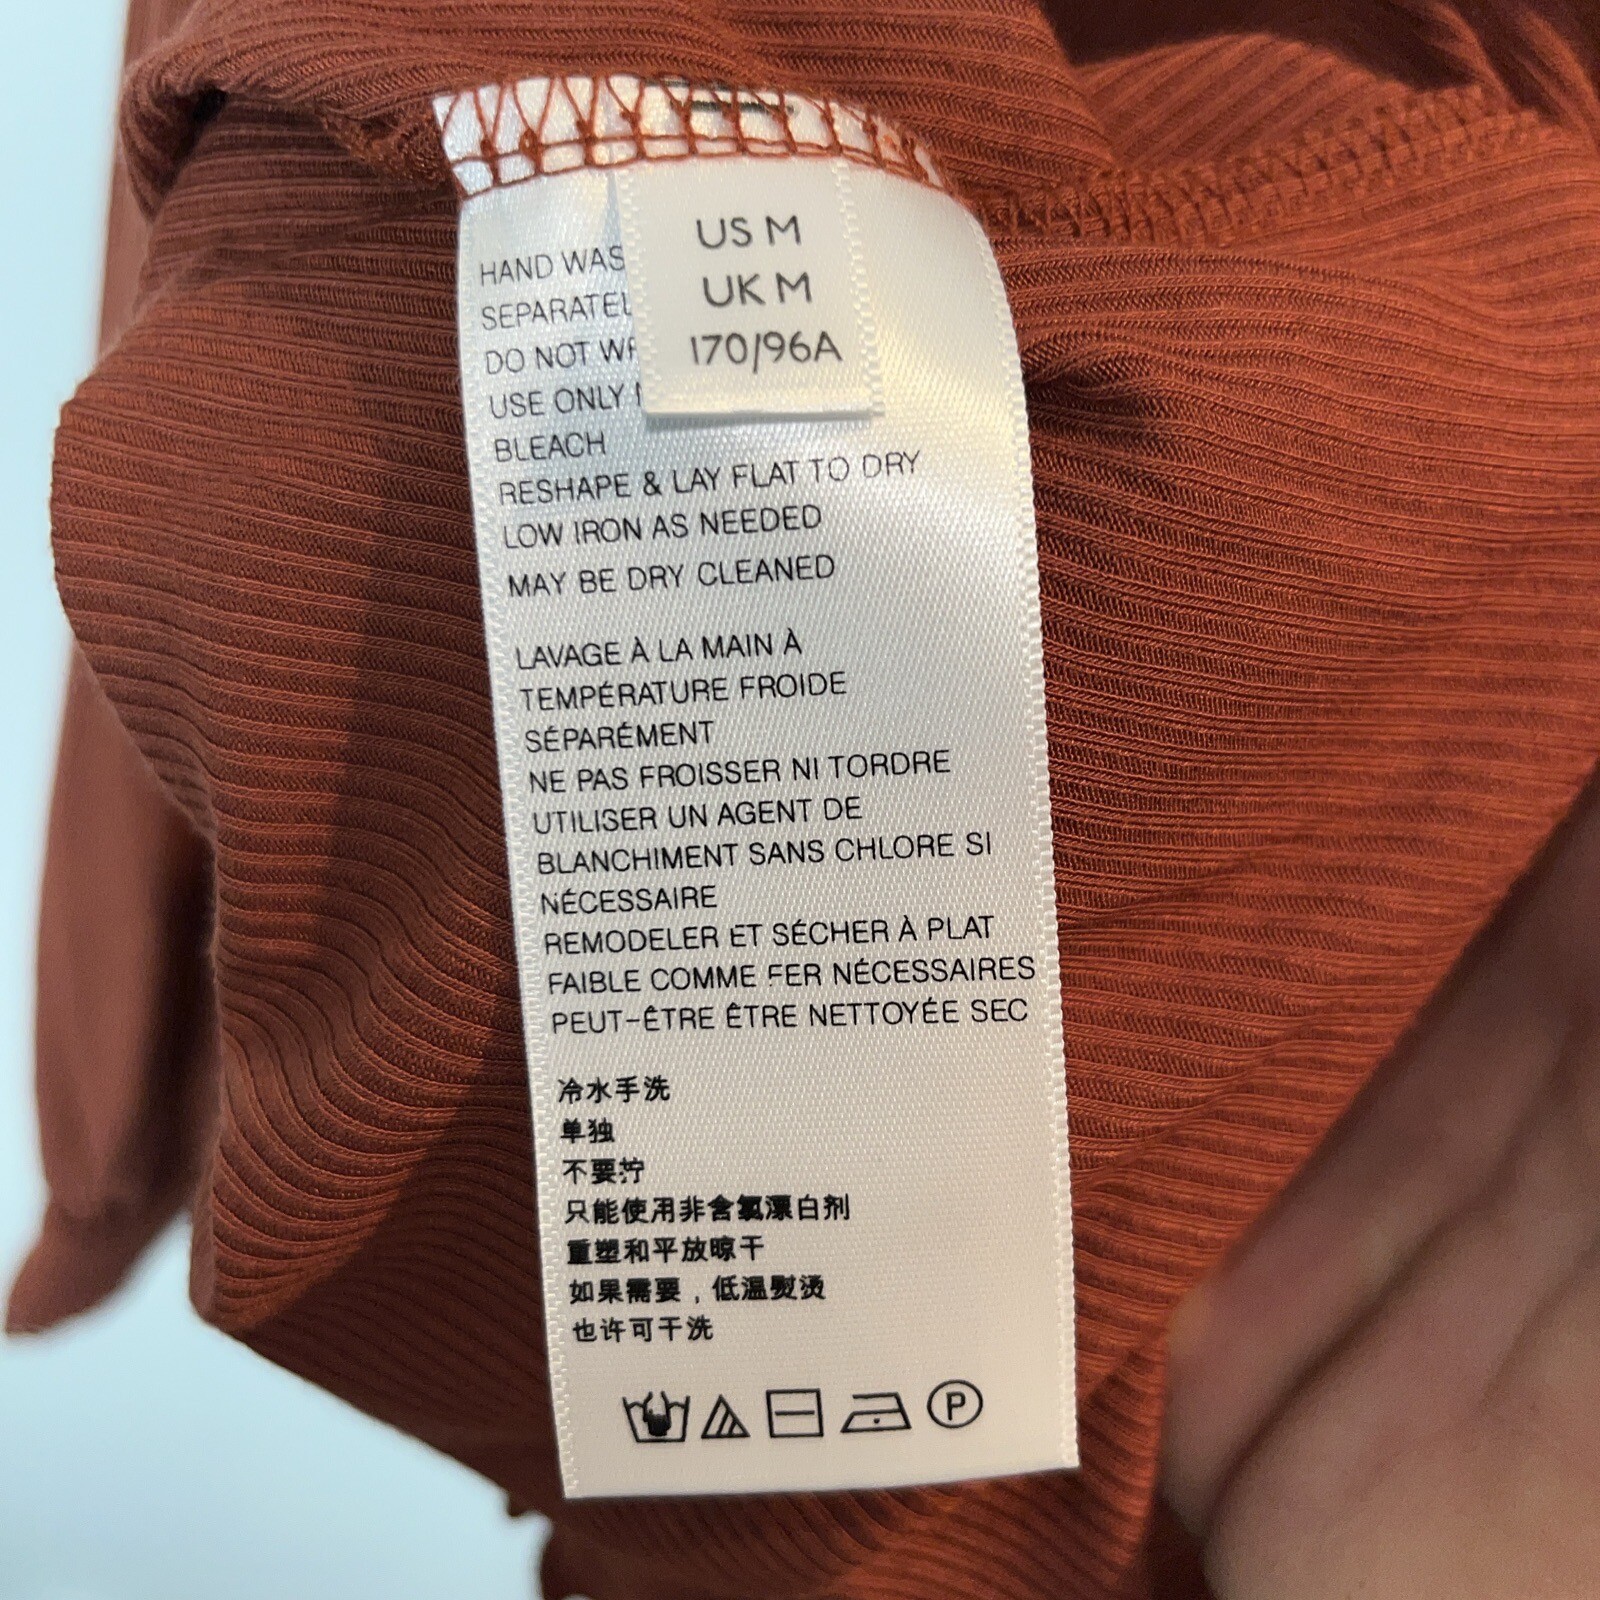 US M
UK M
170/96A
HAND WAS
SEPARATEL
DO NOT WR
USE ONLY
BLEACH
RESHAPE & LAY FLAT TO DRY
LOW IRON AS NEEDED
MAY BE DRY CLEANED
LAVAGE À LA MAIN À
TEMPÉRATURE FROIDE
SÉPARÉMENT
NE PAS FROISSER NI TORDRE
UTILISER UN AGENT DE
BLANCHIMENT SANS CHLORE SI
NÉCESSAIRE
REMODELER ET SÉCHER À PLAT
FAIBLE COMME FER NÉCESSAIRES
PEUT-ÊTRE ÊTRE NETTOYÉE SEC
冷水手洗
单独
不要拧
只能使用非含氯漂白剂
重塑和平放晾干
如果需要，低温熨烫
也许可干洗
P